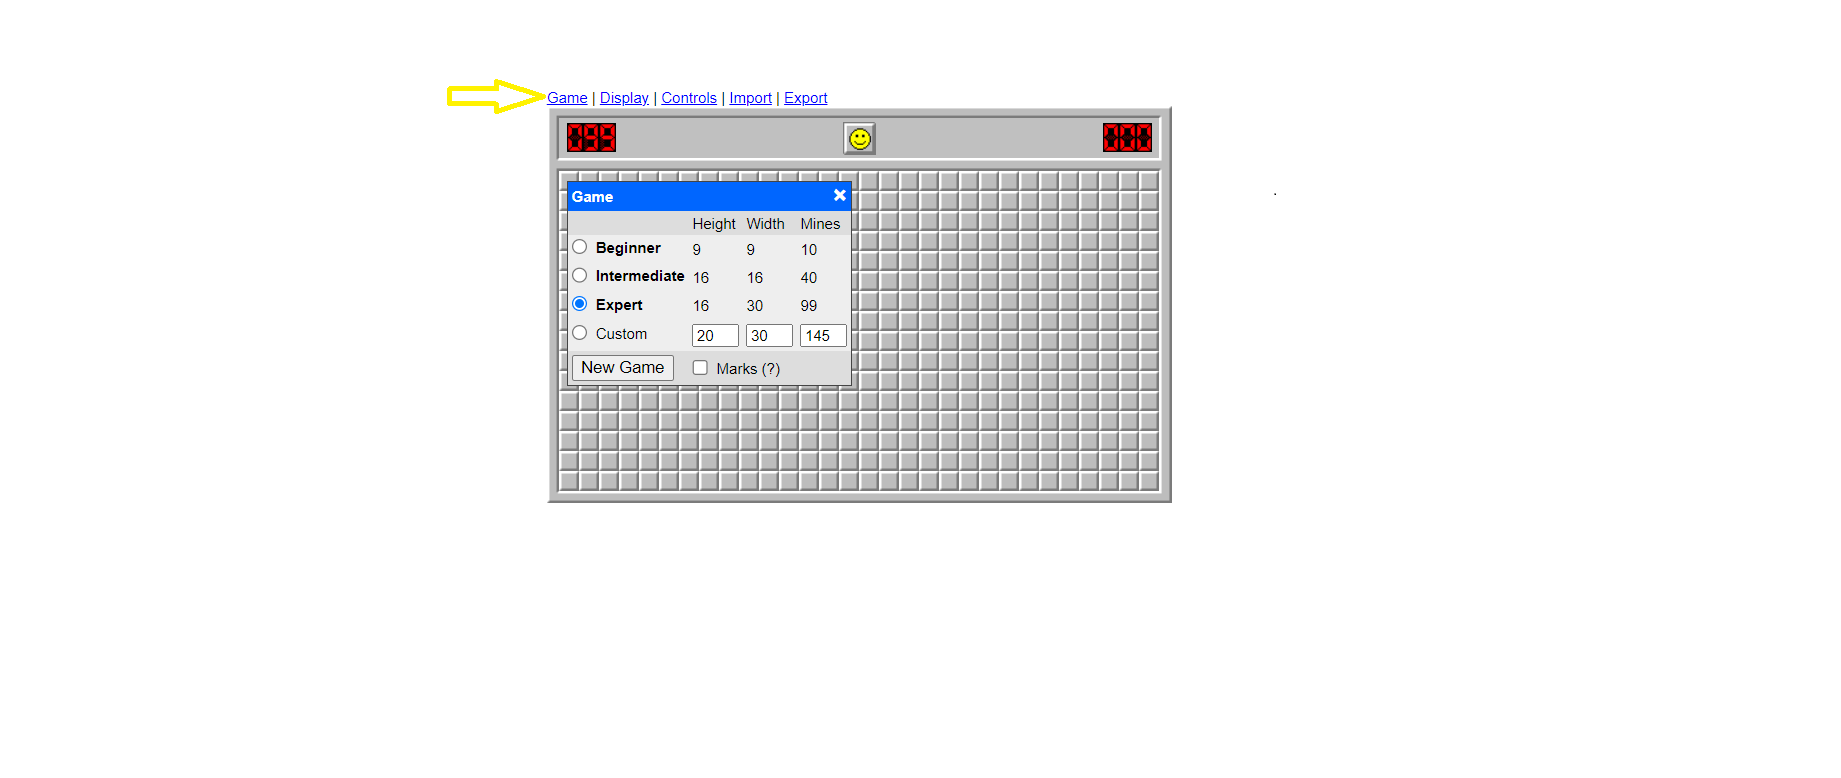 Game | Display | Controls | Import | Export
099 000
Game ×
Height Width Mines
Beginner 9 9 10
Intermediate 16 16 40
Expert 16 30 99
Custom 20 30 145
New Game Marks (?)